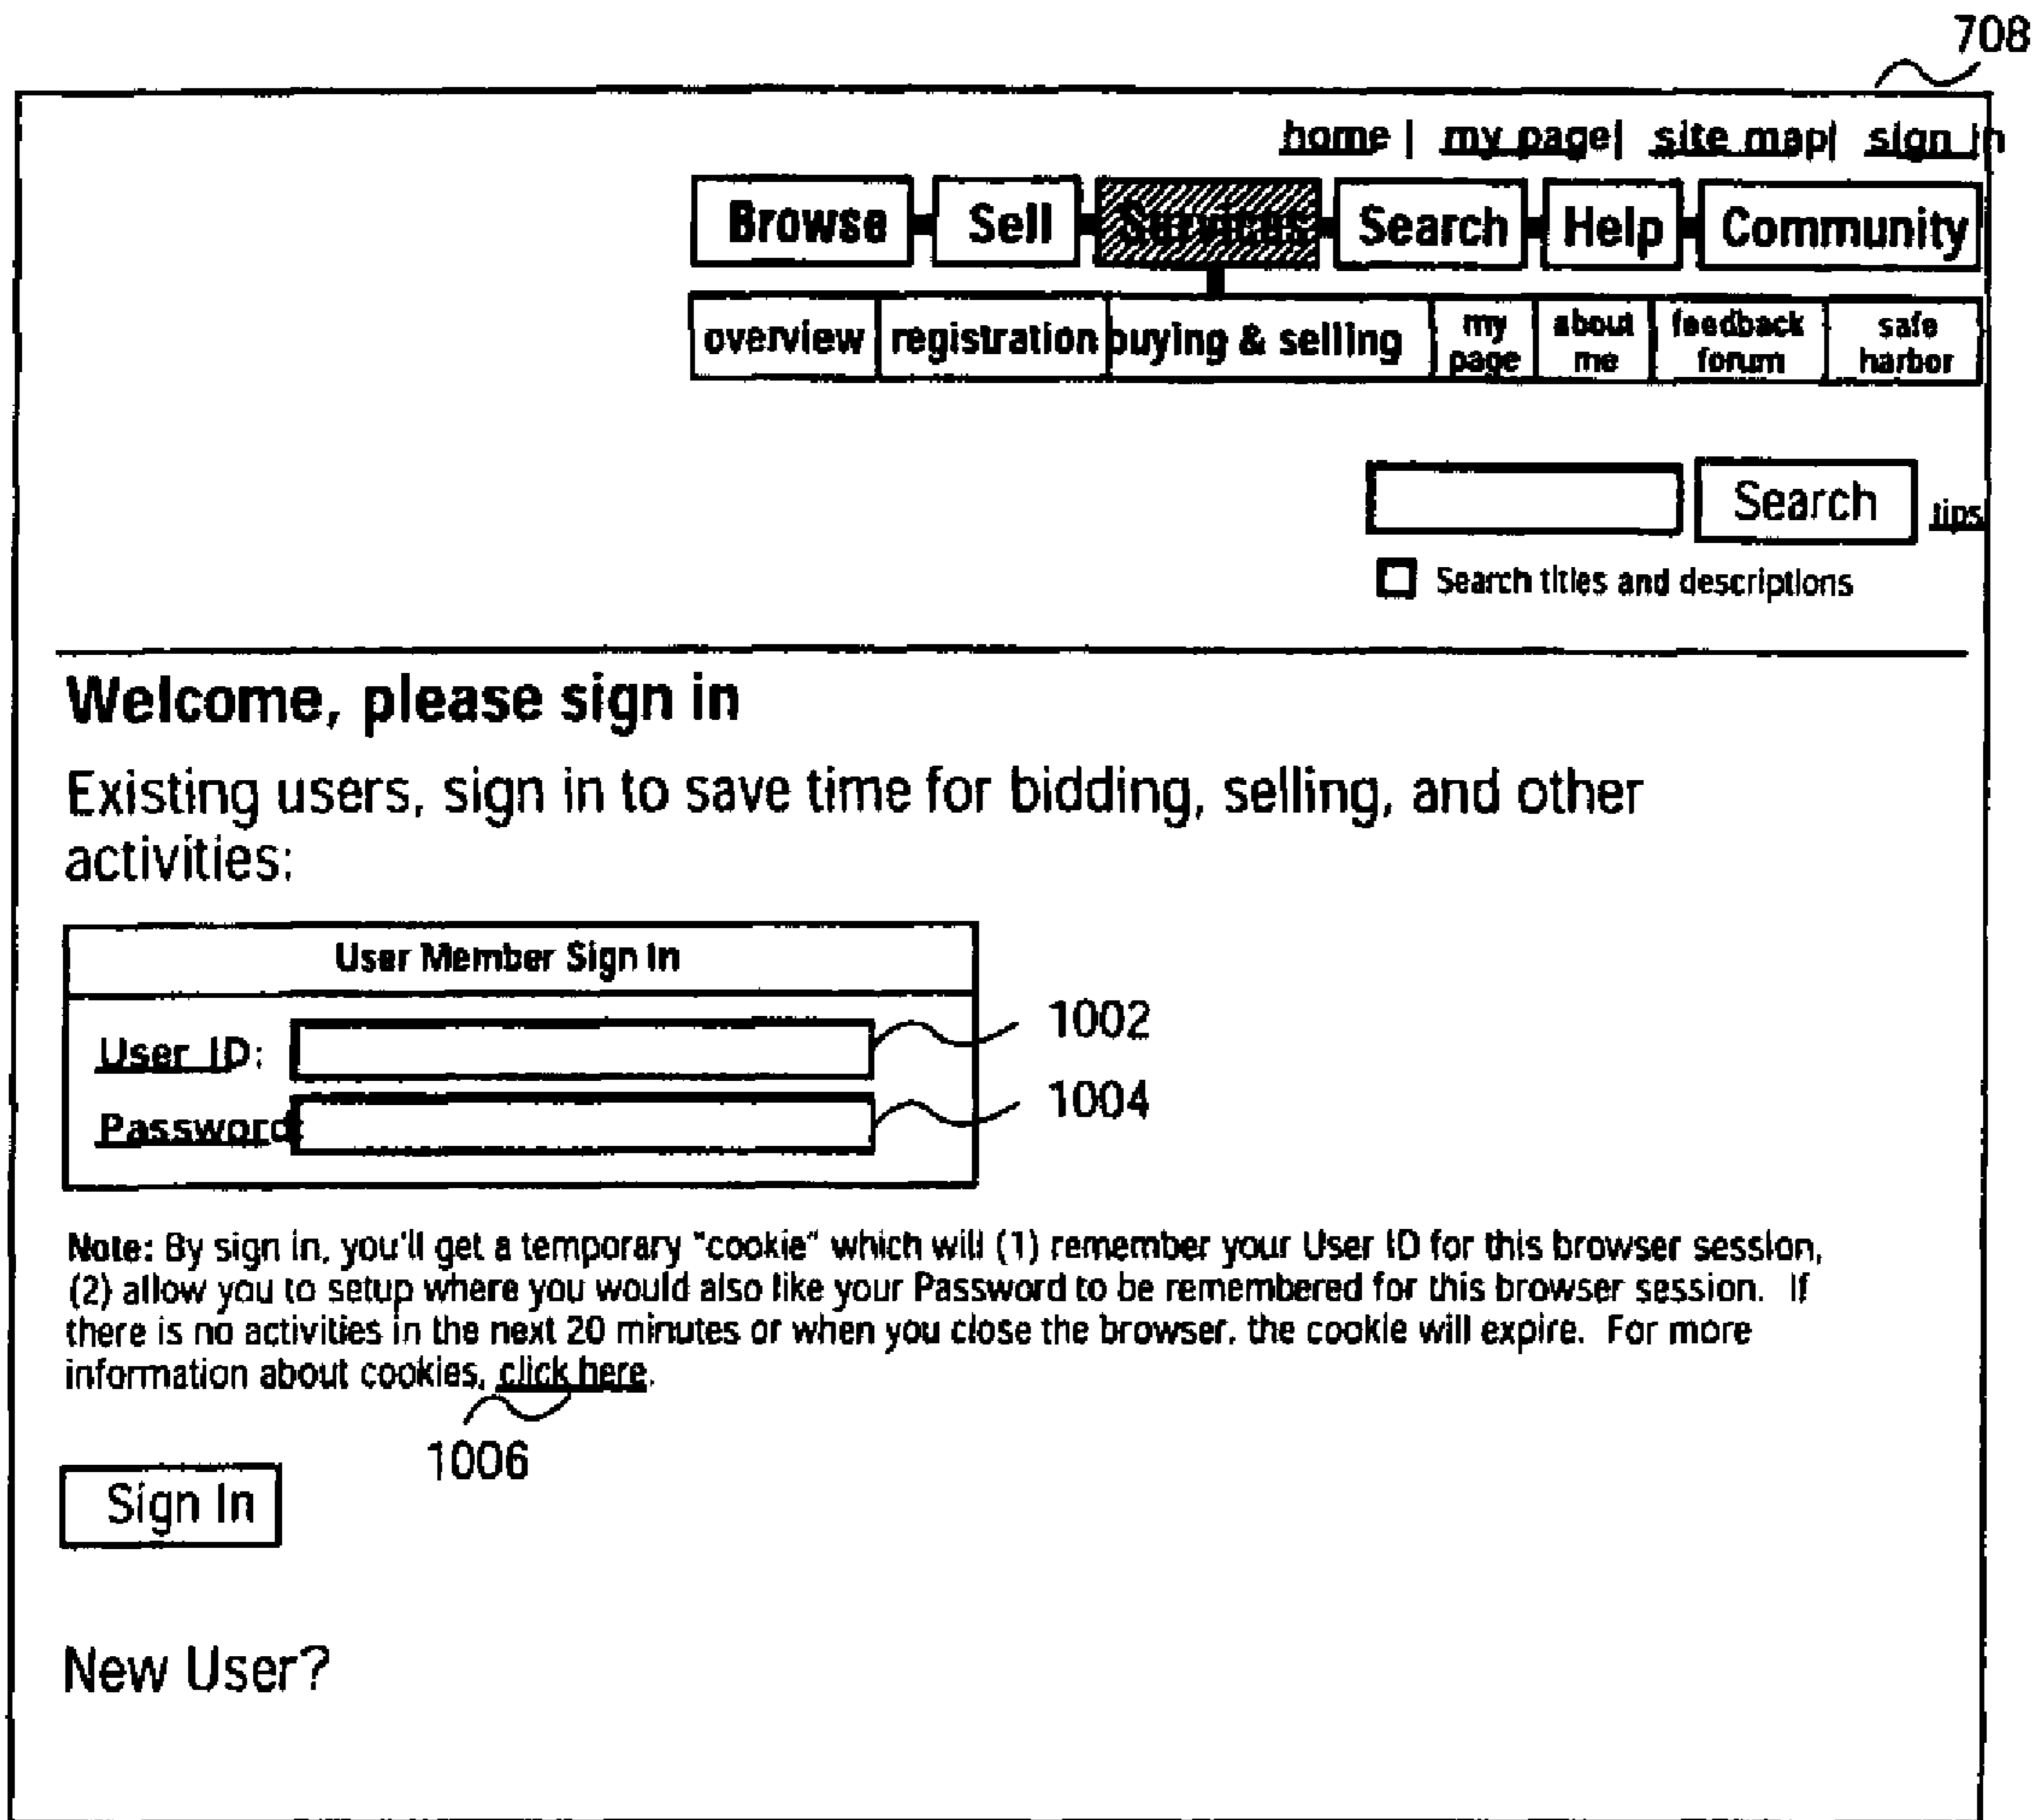 708
home | my page| site map| sign in
Browse Sell Services Search Help Community
overview registration buying & selling my page about me feedback forum safe harbor
Search tips
Search titles and descriptions
Welcome, please sign in
Existing users, sign in to save time for bidding, selling, and other
activities:
User Member Sign In
User ID: 1002
Password: 1004
Note: By sign in, you'll get a temporary "cookie" which will (1) remember your User ID for this browser session,
(2) allow you to setup where you would also like your Password to be remembered for this browser session. If
there is no activities in the next 20 minutes or when you close the browser, the cookie will expire. For more
information about cookies, click here.
1006
Sign In
New User?